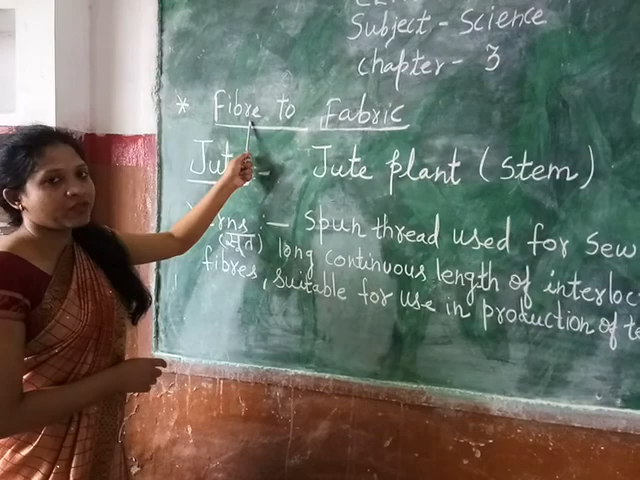 Subject - Science
Chapter - 3
* Fibre to Fabric
Jute - Jute plant (stem)
Yarns :- Spun thread used for Sew
(सूत) long continuous length of interloc
fibres, suitable for use in production of te